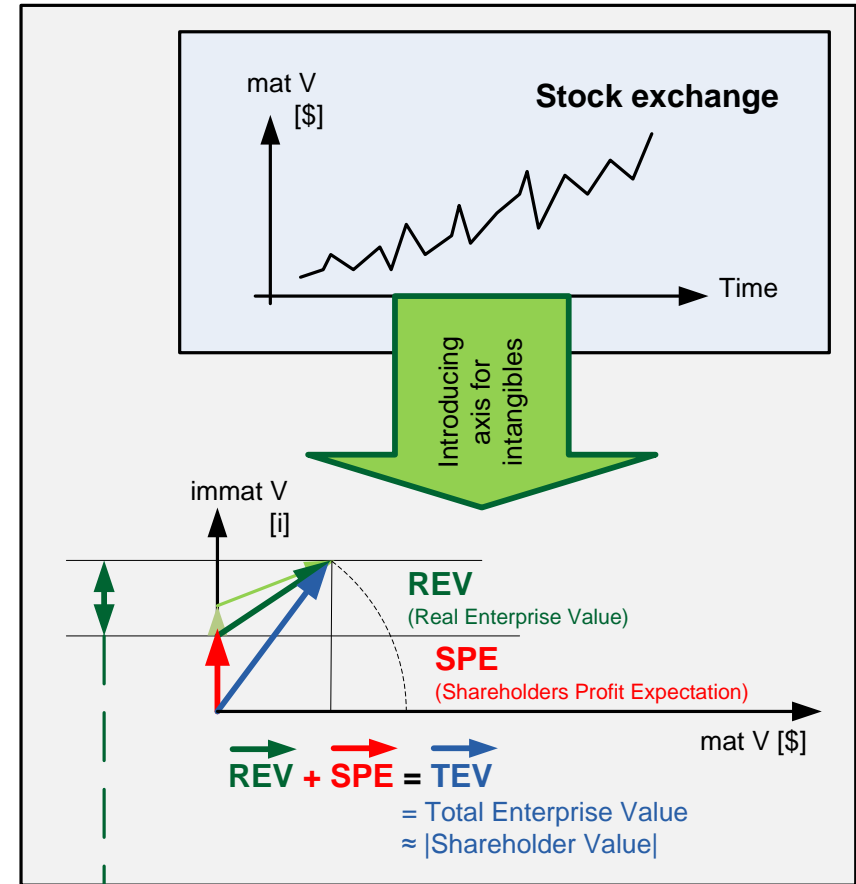 mat V
[$]
Stock exchange
Time
Introducing
axis for
intangibles
immat V
[i]
REV
(Real Enterprise Value)
SPE
(Shareholders Profit Expectation)
mat V [$]
REV + SPE = TEV
= Total Enterprise Value
≈ |Shareholder Value|